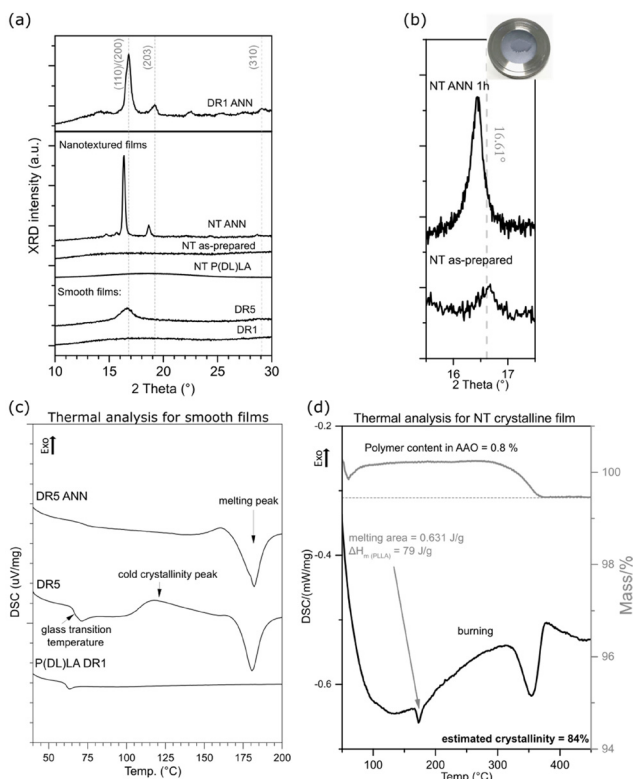 (a)
(110)/(200)
(203)
(310)
DR1 ANN
Nanotextured films
NT ANN
NT as-prepared
NT P(DL)LA
Smooth films:
DR5
DR1
XRD intensity (a.u.)
10 15 20 25 30
2 Theta (°)
(b)
NT ANN 1h
16.61°
NT as-prepared
16 17
2 Theta (°)
(c)
Thermal analysis for smooth films
Exo
DR5 ANN
melting peak
DR5
cold crystallinity peak
glass transition
temperature
P(DL)LA DR1
DSC (uV/mg)
50 75 100 125 150 175 200
Temp. (°C)
(d)
Thermal analysis for NT crystalline film
-0.2
Exo
Polymer content in AAO = 0.8 %
100
melting area = 0.631 J/g
ΔHm (PLLA) = 79 J/g
98
-0.4
DSC/(mW/mg)
Mass/%
burning
96
-0.6
estimated crystallinity = 84%
94
50 100 200 300 400
Temp (°C)